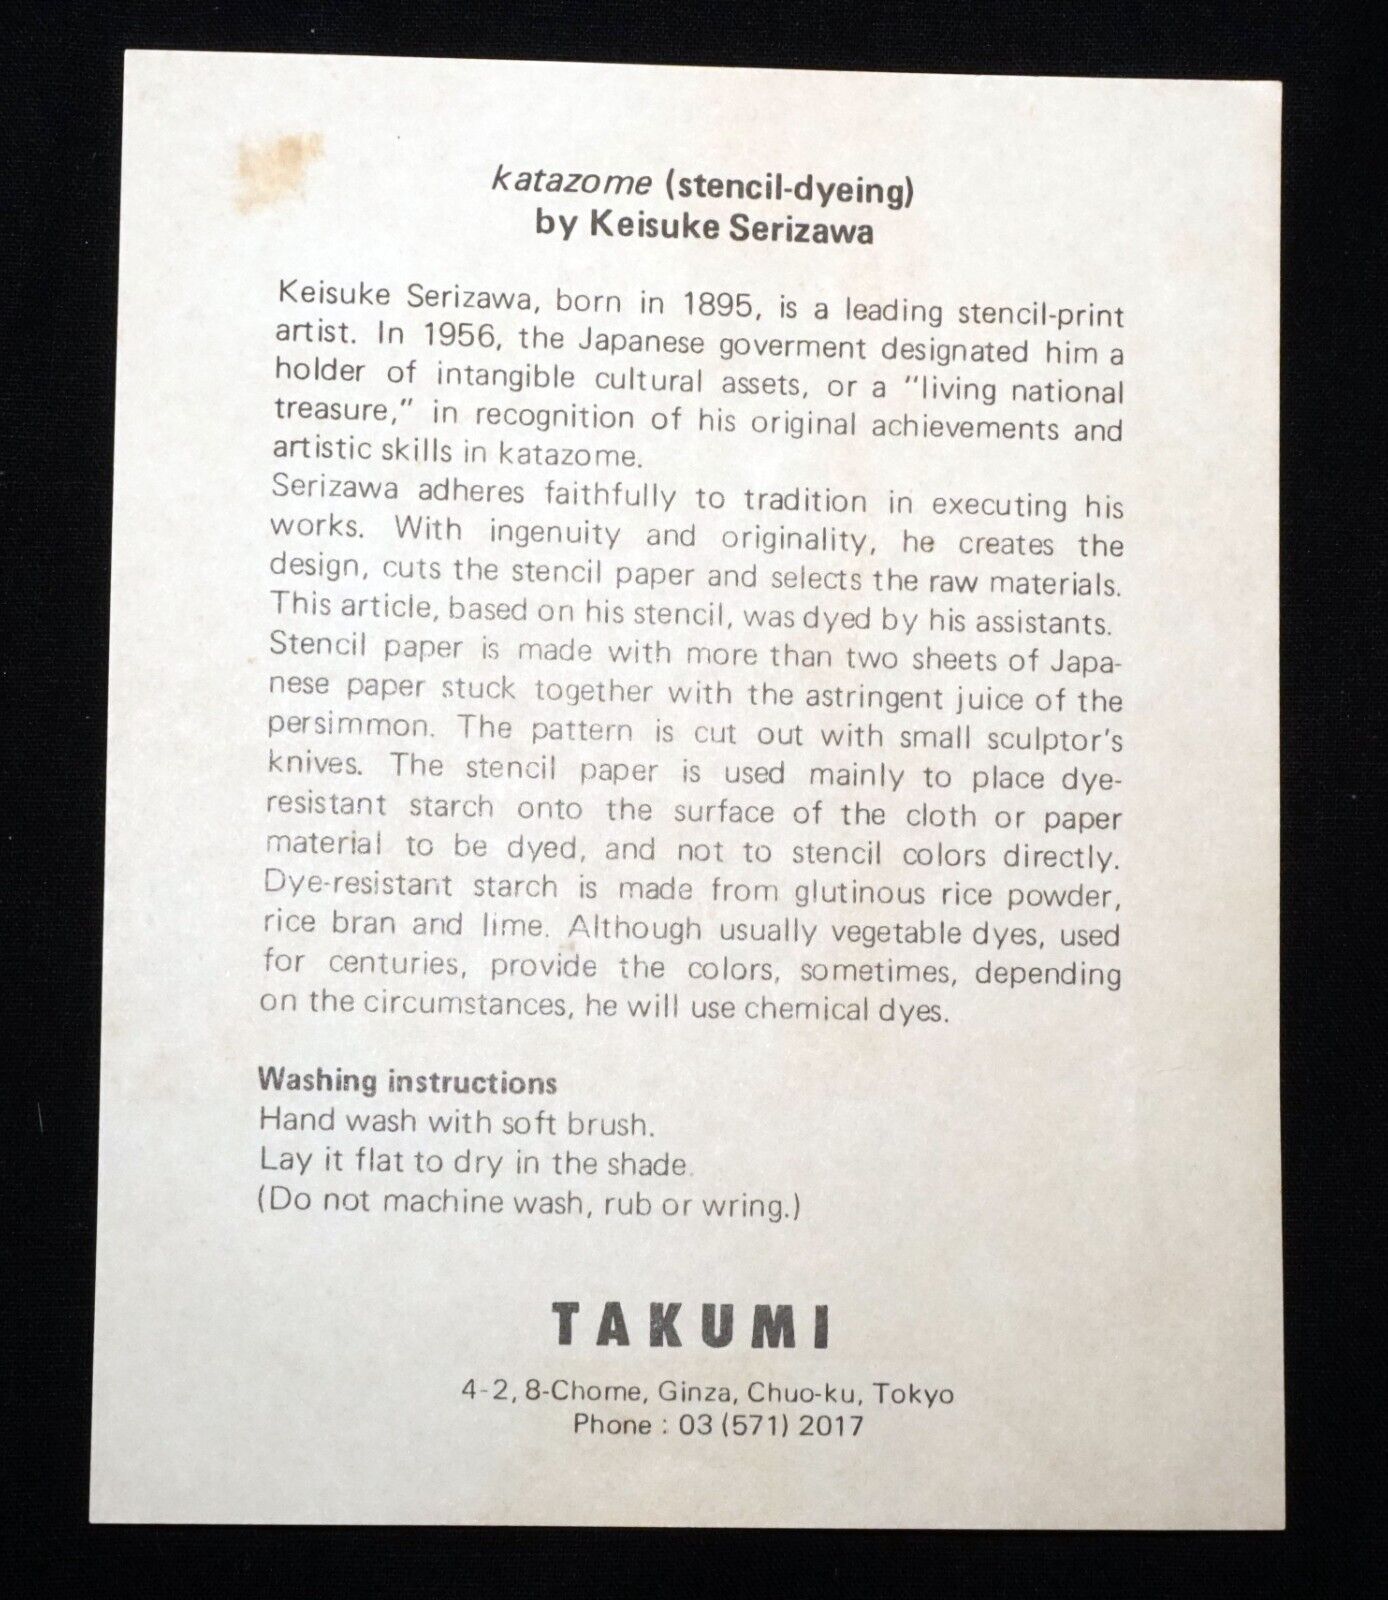 katazome (stencil-dyeing)
by Keisuke Serizawa
Keisuke Serizawa, born in 1895, is a leading stencil-print
artist. In 1956, the Japanese goverment designated him a
holder of intangible cultural assets, or a "living national
treasure," in recognition of his original achievements and
artistic skills in katazome.
Serizawa adheres faithfully to tradition in executing his
works. With ingenuity and originality, he creates the
design, cuts the stencil paper and selects the raw materials.
This article, based on his stencil, was dyed by his assistants.
Stencil paper is made with more than two sheets of Japa-
nese paper stuck together with the astringent juice of the
persimmon. The pattern is cut out with small sculptor's
knives. The stencil paper is used mainly to place dye-
resistant starch onto the surface of the cloth or paper
material to be dyed, and not to stencil colors directly.
Dye-resistant starch is made from glutinous rice powder,
rice bran and lime. Although usually vegetable dyes, used
for centuries, provide the colors, sometimes, depending
on the circumstances, he will use chemical dyes.
Washing instructions
Hand wash with soft brush.
Lay it flat to dry in the shade.
(Do not machine wash, rub or wring.)
TAKUMI
4-2, 8-Chome, Ginza, Chuo-ku, Tokyo
Phone : 03 (571) 2017